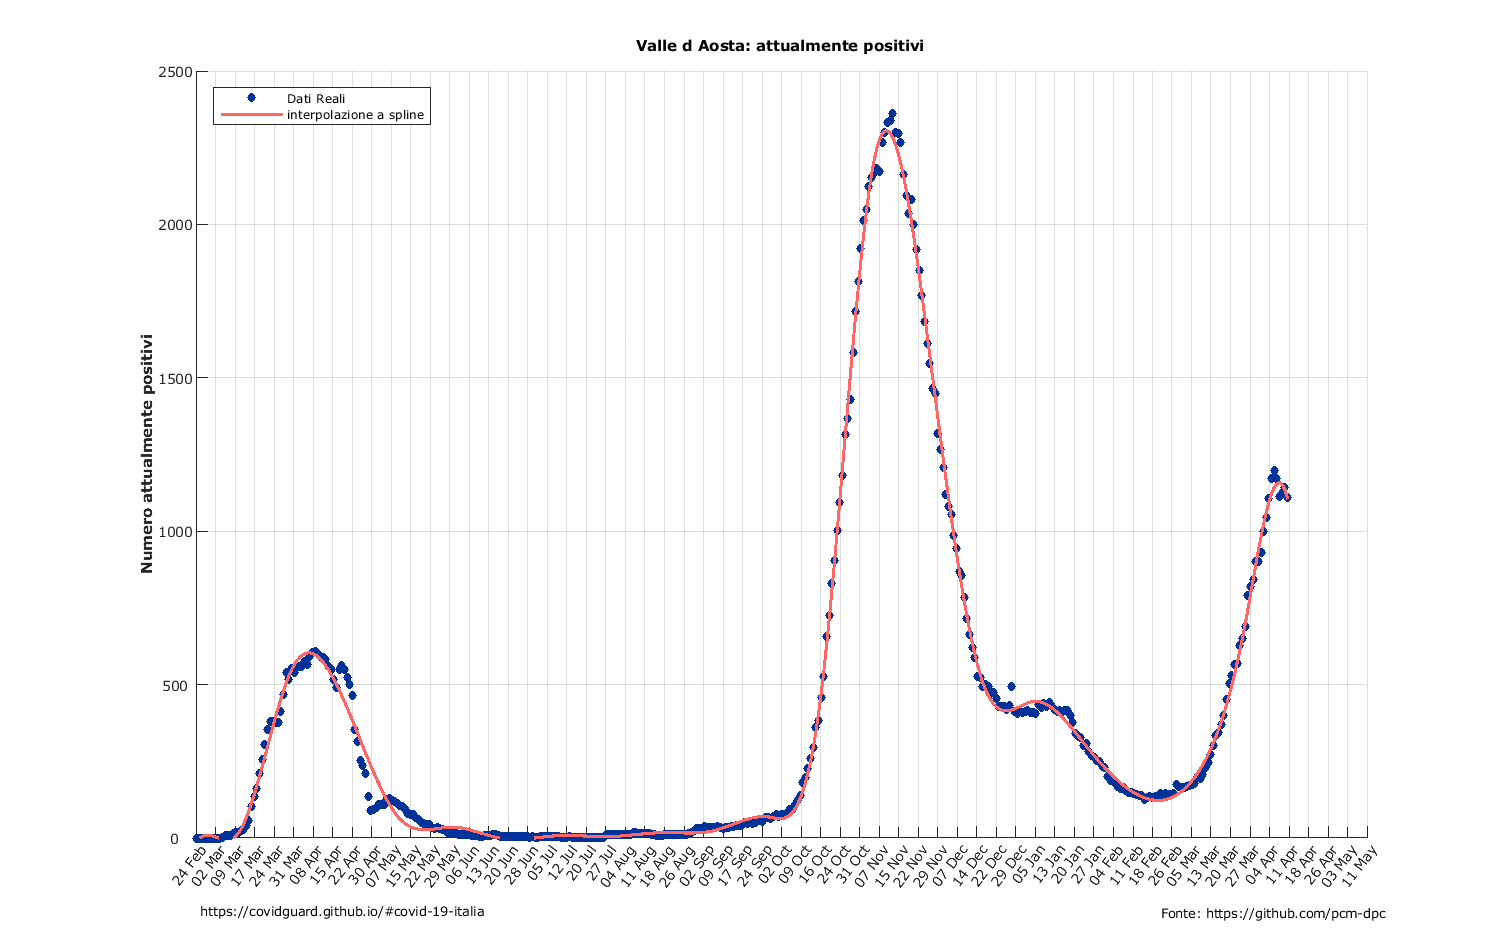 Valle d Aosta: attualmente positivi
Dati Reali
interpolazione a spline
Numero attualmente positivi
2500
2000
1500
1000
500
0
24 Feb
02 Mar
09 Mar
17 Mar
24 Mar
31 Mar
08 Apr
15 Apr
22 Apr
30 Apr
07 May
15 May
22 May
29 May
06 Jun
13 Jun
20 Jun
28 Jun
05 Jul
12 Jul
20 Jul
27 Jul
04 Aug
11 Aug
18 Aug
26 Aug
02 Sep
09 Sep
17 Sep
24 Sep
02 Oct
09 Oct
16 Oct
24 Oct
31 Oct
07 Nov
15 Nov
22 Nov
29 Nov
07 Dec
14 Dec
22 Dec
29 Dec
05 Jan
13 Jan
20 Jan
27 Jan
04 Feb
11 Feb
18 Feb
26 Feb
05 Mar
13 Mar
20 Mar
27 Mar
04 Apr
11 Apr
18 Apr
26 Apr
03 May
11 May
https://covidguard.github.io/#covid-19-italia
Fonte: https://github.com/pcm-dpc